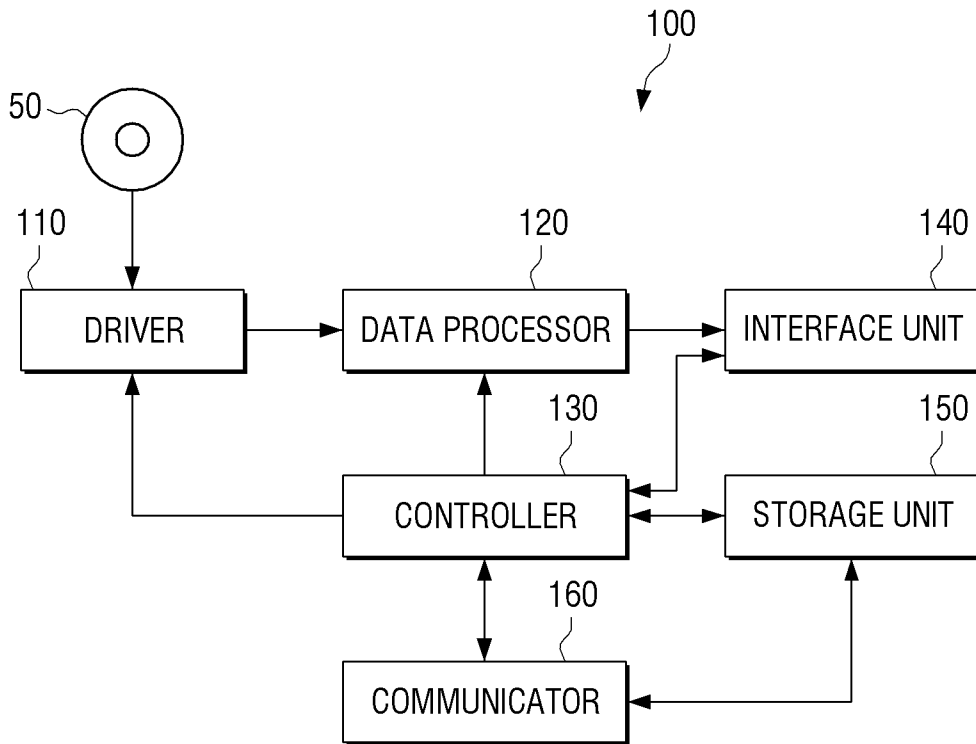 100
50
110
120
140
DRIVER
DATA PROCESSOR
INTERFACE UNIT
130
150
CONTROLLER
STORAGE UNIT
160
COMMUNICATOR